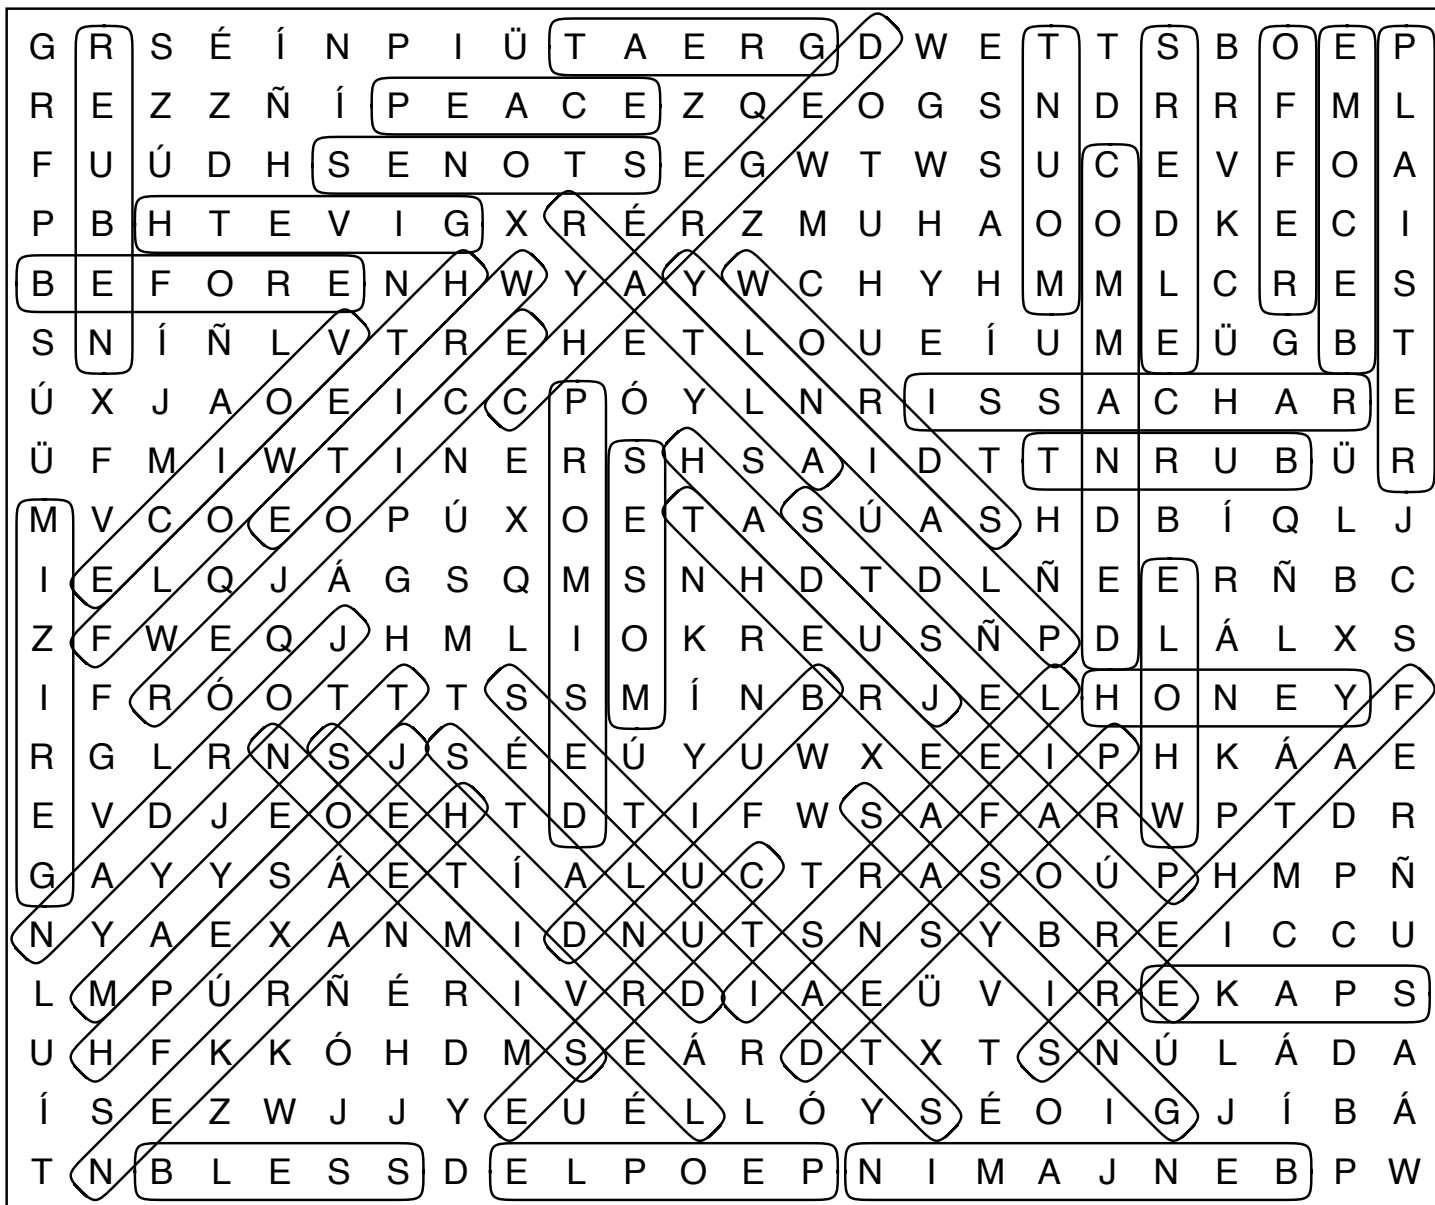 G R S É Í N P I Ü T A E R G D W E T T S B O E P
R E Z Z Ñ Í P E A C E Z Q E O G S N D R R F M L
F U Ú D H S E N O T S E G W T W S U C E V F O A
P B H T E V I G X R É R Z M U H A O O D K E C I
B E F O R E N H W Y A Y W C H Y H M M L C R E S
S N Í Ñ L V T R E H E T L O U E Í U M E Ü G B T
Ú X J A O E I C C P Ó Y L N R I S S A C H A R E
Ü F M I W T I N E R S H S A I D T T N R U B Ü R
M V C O E O P Ú X O E T A S Ú A S H D B Í Q L J
I E L Q J Á G S Q M S N H D T D L Ñ E E R Ñ B C
Z F W E Q J H M L I O K R E U S Ñ P D L Á L X S
I F R Ó O T T T S S M Í N B R J E L H O N E Y F
R G L R N S J S É E Ú Y U W X E E I P H K Á A E
E V D J E O E H T D T I F W S A F A R W P T D R
G A Y Y S Á E T Í A L U C T R A S O Ú P H M P Ñ
N Y A E X A N M I D N U T S N S Y B R E I C C U
L M P Ú R Ñ É R I V R D I A E Ü V I R E K A P S
U H F K K Ó H D M S E Á R D T X T S N Ú L Á D A
Í S E Z W J J Y E U É L L Ó Y S É O I G J Í B Á
T N B L E S S D E L P O E P N I M A J N E B P W